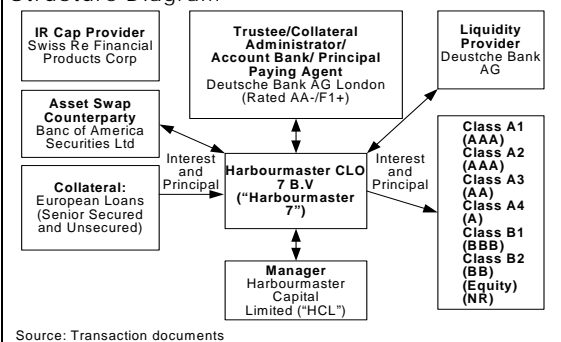 Structure Diagram
IR Cap Provider
Swiss Re Financial
Products Corp
Trustee/Collateral
Administrator/
Account Bank/ Principal
Paying Agent
Deutsche Bank AG London
(Rated AA-/F1+)
Liquidity
Provider
Deustche Bank
AG
Asset Swap
Counterparty
Banc of America
Securities Ltd
Interest
and
Principal
Collateral:
European Loans
(Senior Secured
and Unsecured)
Harbourmaster CLO
7 B.V
("Harbourmaster
7")
Interest
and
Principal
Class A1
(AAA)
Class A2
(AAA)
Class A3
(AA)
Class A4
(A)
Class B1
(BBB)
Class B2
(BB)
(Equity)
(NR)
Manager
Harbourmaster
Capital
Limited ("HCL")
Source: Transaction documents